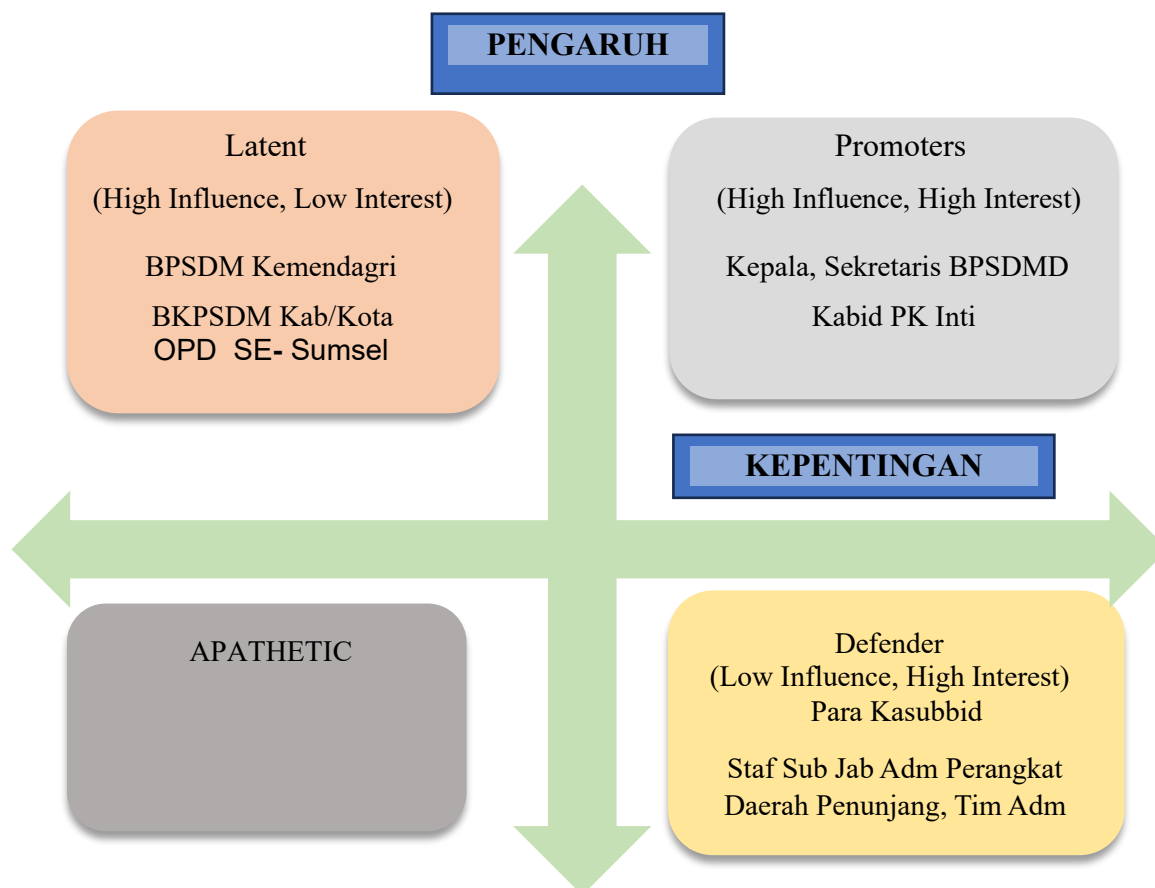 PENGARUH
Latent
(High Influence, Low Interest)
BPSDM Kemendagri
BKPSDM Kab/Kota
OPD SE- Sumsel
Promoters
(High Influence, High Interest)
Kepala, Sekretaris BPSDMD
Kabid PK Inti
KEPENTINGAN
APATHETIC
Defender
(Low Influence, High Interest)
Para Kasubbid
Staf Sub Jab Adm Perangkat
Daerah Penunjang, Tim Adm